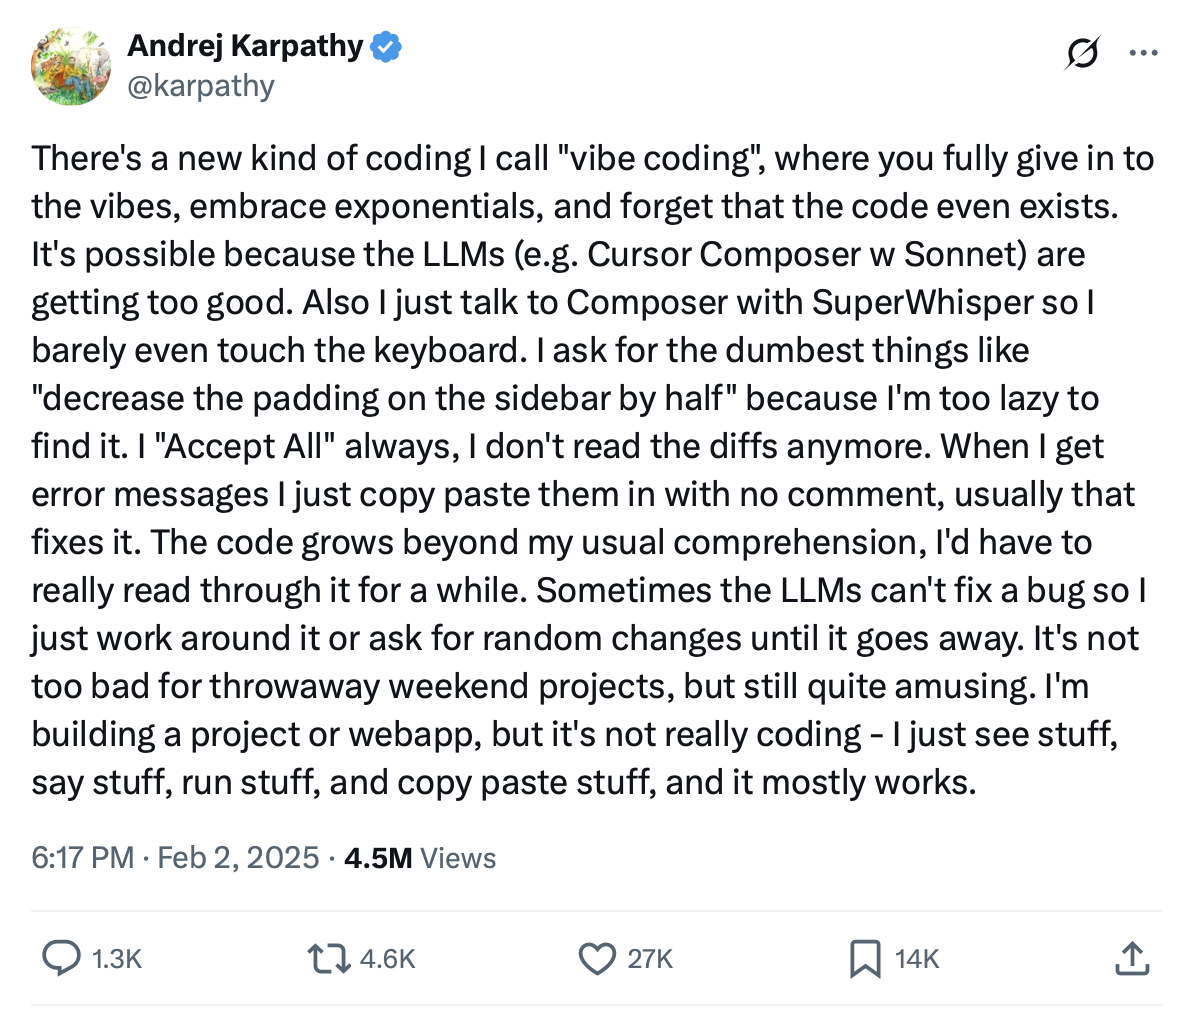 Andrej Karpathy
@karpathy
There's a new kind of coding I call "vibe coding", where you fully give in to
the vibes, embrace exponentials, and forget that the code even exists.
It's possible because the LLMs (e.g. Cursor Composer w Sonnet) are
getting too good. Also I just talk to Composer with SuperWhisper so I
barely even touch the keyboard. I ask for the dumbest things like
"decrease the padding on the sidebar by half" because I'm too lazy to
find it. I "Accept All" always, I don't read the diffs anymore. When I get
error messages I just copy paste them in with no comment, usually that
fixes it. The code grows beyond my usual comprehension, I'd have to
really read through it for a while. Sometimes the LLMs can't fix a bug so I
just work around it or ask for random changes until it goes away. It's not
too bad for throwaway weekend projects, but still quite amusing. I'm
building a project or webapp, but it's not really coding - I just see stuff,
say stuff, run stuff, and copy paste stuff, and it mostly works.
6:17 PM · Feb 2, 2025 · 4.5M Views
1.3K 4.6K 27K 14K